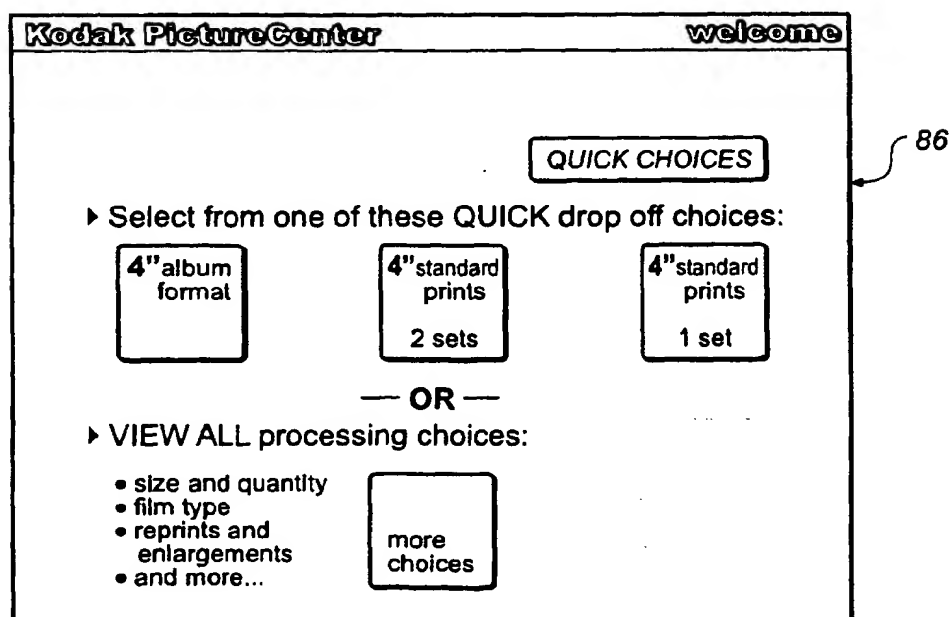 Kodak PictureCenter welcome
86
QUICK CHOICES
Select from one of these QUICK drop off choices:
4" album
format
4" standard
prints
2 sets
4" standard
prints
1 set
— OR —
VIEW ALL processing choices:
• size and quantity
• film type
• reprints and
enlargements
• and more...
more
choices